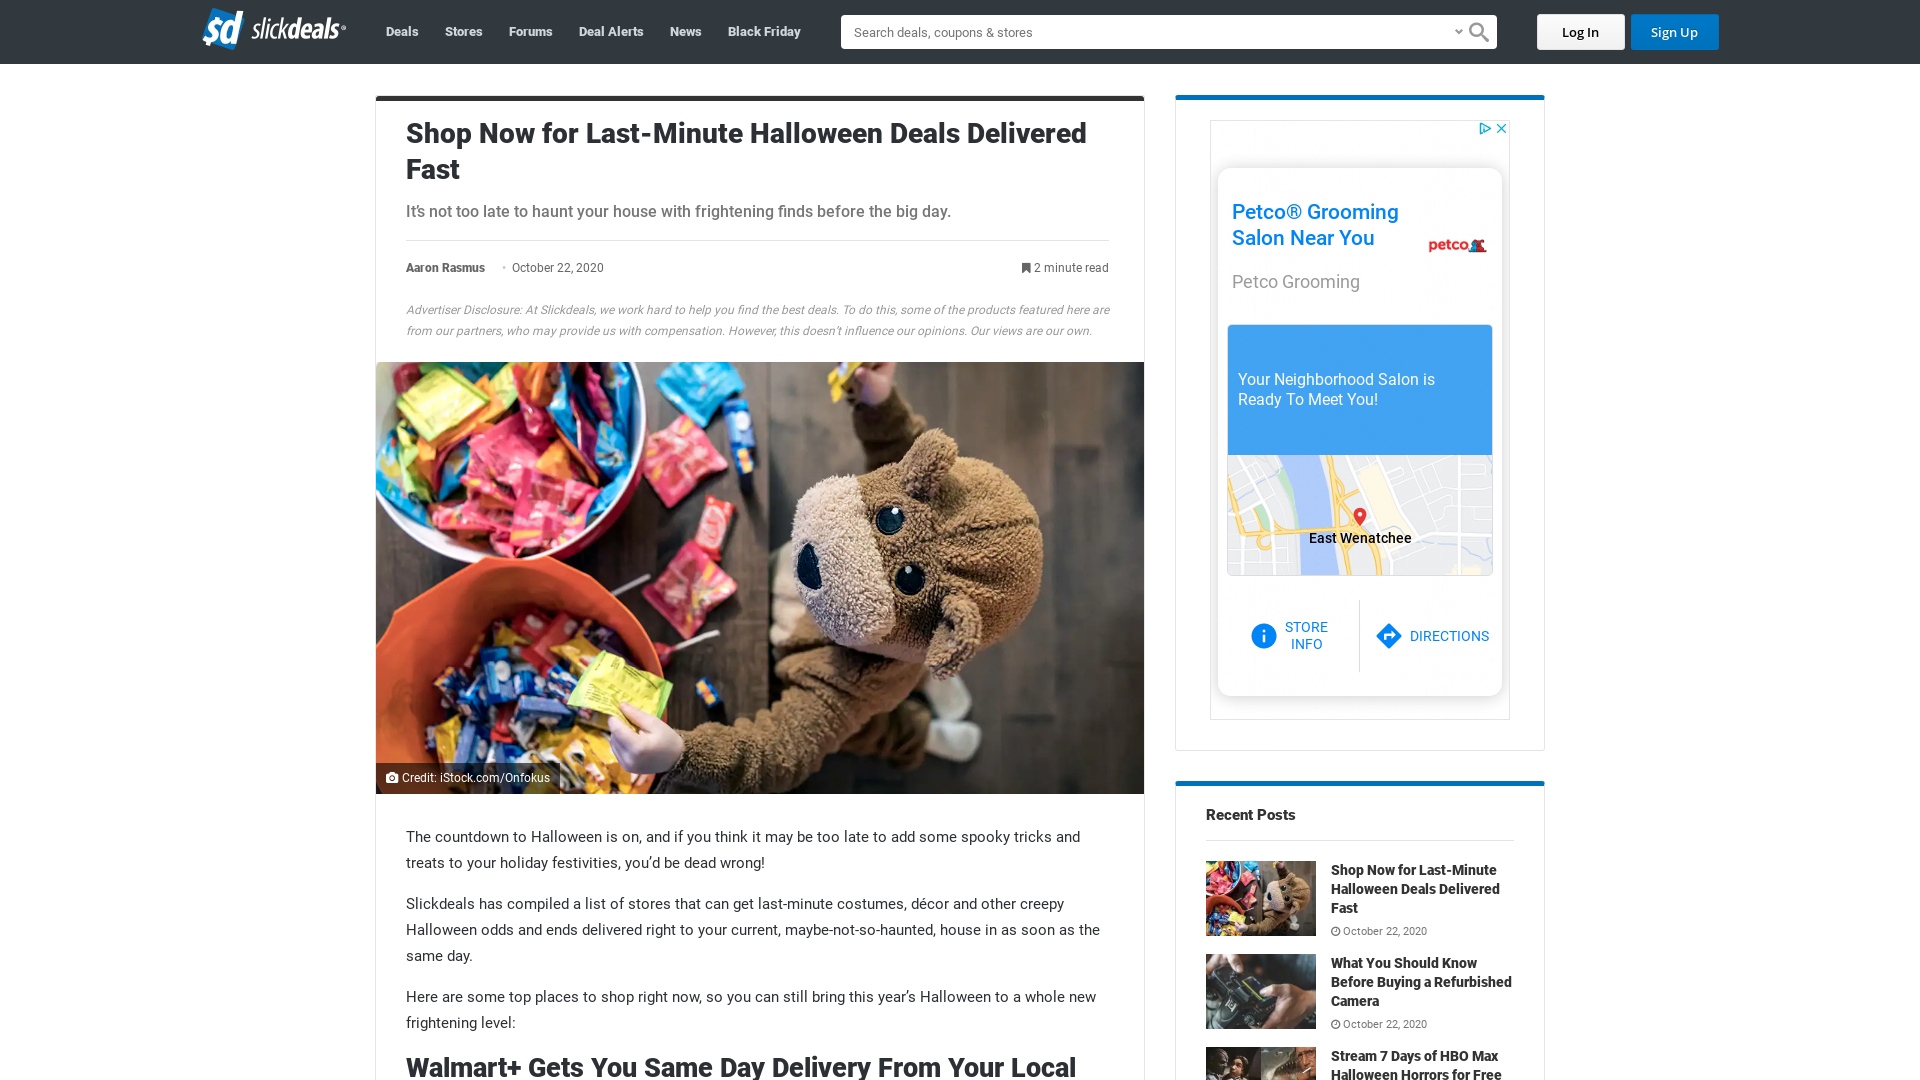 sd slickdeals
Deals
Stores
Forums
Deal Alerts
News
Black Friday
Search deals, coupons & stores
Log In
Sign Up
Shop Now for Last-Minute Halloween Deals Delivered
Fast
It's not too late to haunt your house with frightening finds before the big day.
Aaron Rasmus
• October 22, 2020
2 minute read
Advertiser Disclosure: At Slickdeals, we work hard to help you find the best deals. To do this, some of the products featured here are
from our partners, who may provide us with compensation. However, this doesn't influence our opinions. Our views are our own.
Credit: iStock.com/Onfokus
The countdown to Halloween is on, and if you think it may be too late to add some spooky tricks and
treats to your holiday festivities, you’d be dead wrong!
Slickdeals has compiled a list of stores that can get last-minute costumes, décor and other creepy
Halloween odds and ends delivered right to your current, maybe-not-so-haunted, house in as soon as the
same day.
Here are some top places to shop right now, so you can still bring this year’s Halloween to a whole new
frightening level:
Walmart+ Gets You Same Day Delivery From Your Local
Petco® Grooming
Salon Near You
petco
Petco Grooming
Your Neighborhood Salon is
Ready To Meet You!
East Wenatchee
STORE
INFO
DIRECTIONS
Recent Posts
Shop Now for Last-Minute
Halloween Deals Delivered
Fast
October 22, 2020
What You Should Know
Before Buying a Refurbished
Camera
October 22, 2020
Stream 7 Days of HBO Max
Halloween Horrors for Free